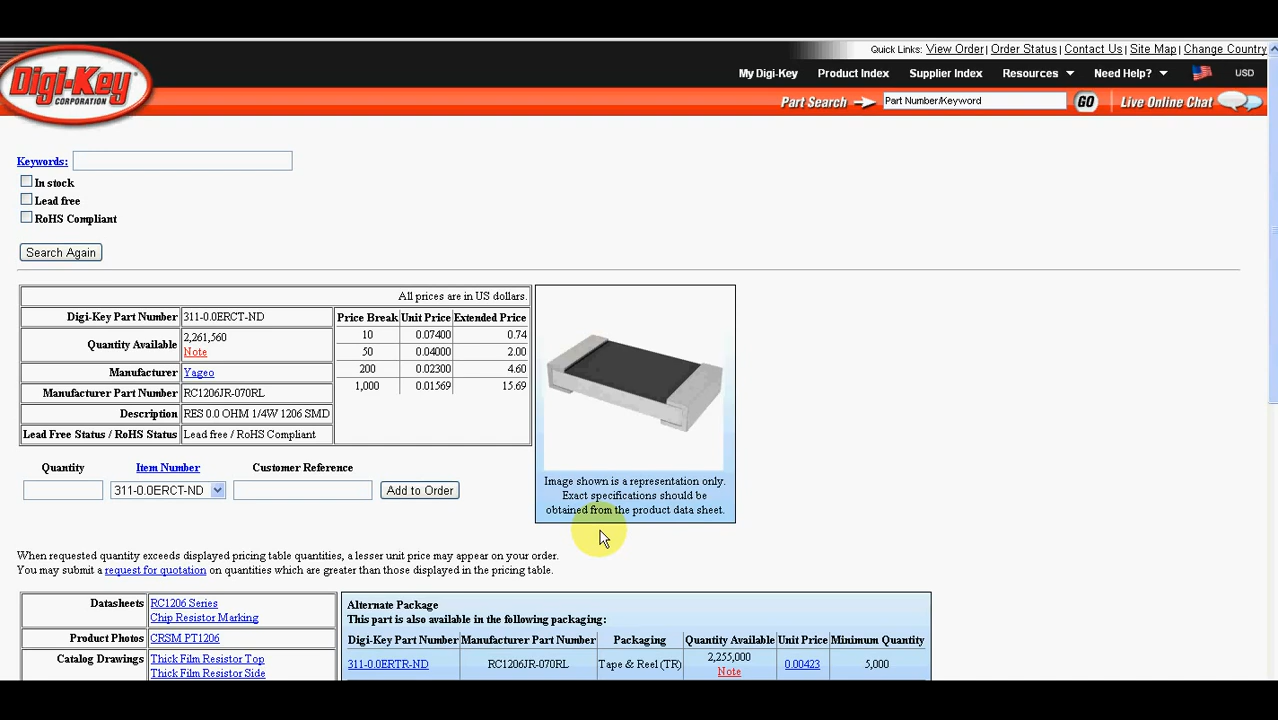 Quick Links: View Order | Order Status | Contact Us | Site Map | Change Country
Digi-Key
CORPORATION
My Digi-Key Product Index Supplier Index Resources Need Help? USD
Part Search Part Number/Keyword GO Live Online Chat
Keywords:
In stock
Lead free
RoHS Compliant
Search Again
All prices are in US dollars.
Digi-Key Part Number 311-0.0ERCT-ND
Price Break Unit Price Extended Price
Quantity Available 2,261,560
Note
10 0.07400 0.74
50 0.04000 2.00
200 0.02300 4.60
1,000 0.01569 15.69
Manufacturer Yageo
Manufacturer Part Number RC1206JR-070RL
Description RES 0.0 OHM 1/4W 1206 SMD
Lead Free Status / RoHS Status Lead free / RoHS Compliant
Image shown is a representation only.
Exact specifications should be
obtained from the product data sheet.
Quantity Item Number Customer Reference
311-0.0ERCT-ND Add to Order
When requested quantity exceeds displayed pricing table quantities, a lesser unit price may appear on your order.
You may submit a request for quotation on quantities which are greater than those displayed in the pricing table.
Datasheets RC1206 Series
Chip Resistor Marking
Product Photos CRSM PT1206
Catalog Drawings Thick Film Resistor Top
Thick Film Resistor Side
Alternate Package
This part is also available in the following packaging:
Digi-Key Part Number Manufacturer Part Number Packaging Quantity Available Unit Price Minimum Quantity
311-0.0ERTR-ND RC1206JR-070RL Tape & Reel (TR) 2,255,000 0.00423 5,000
Note